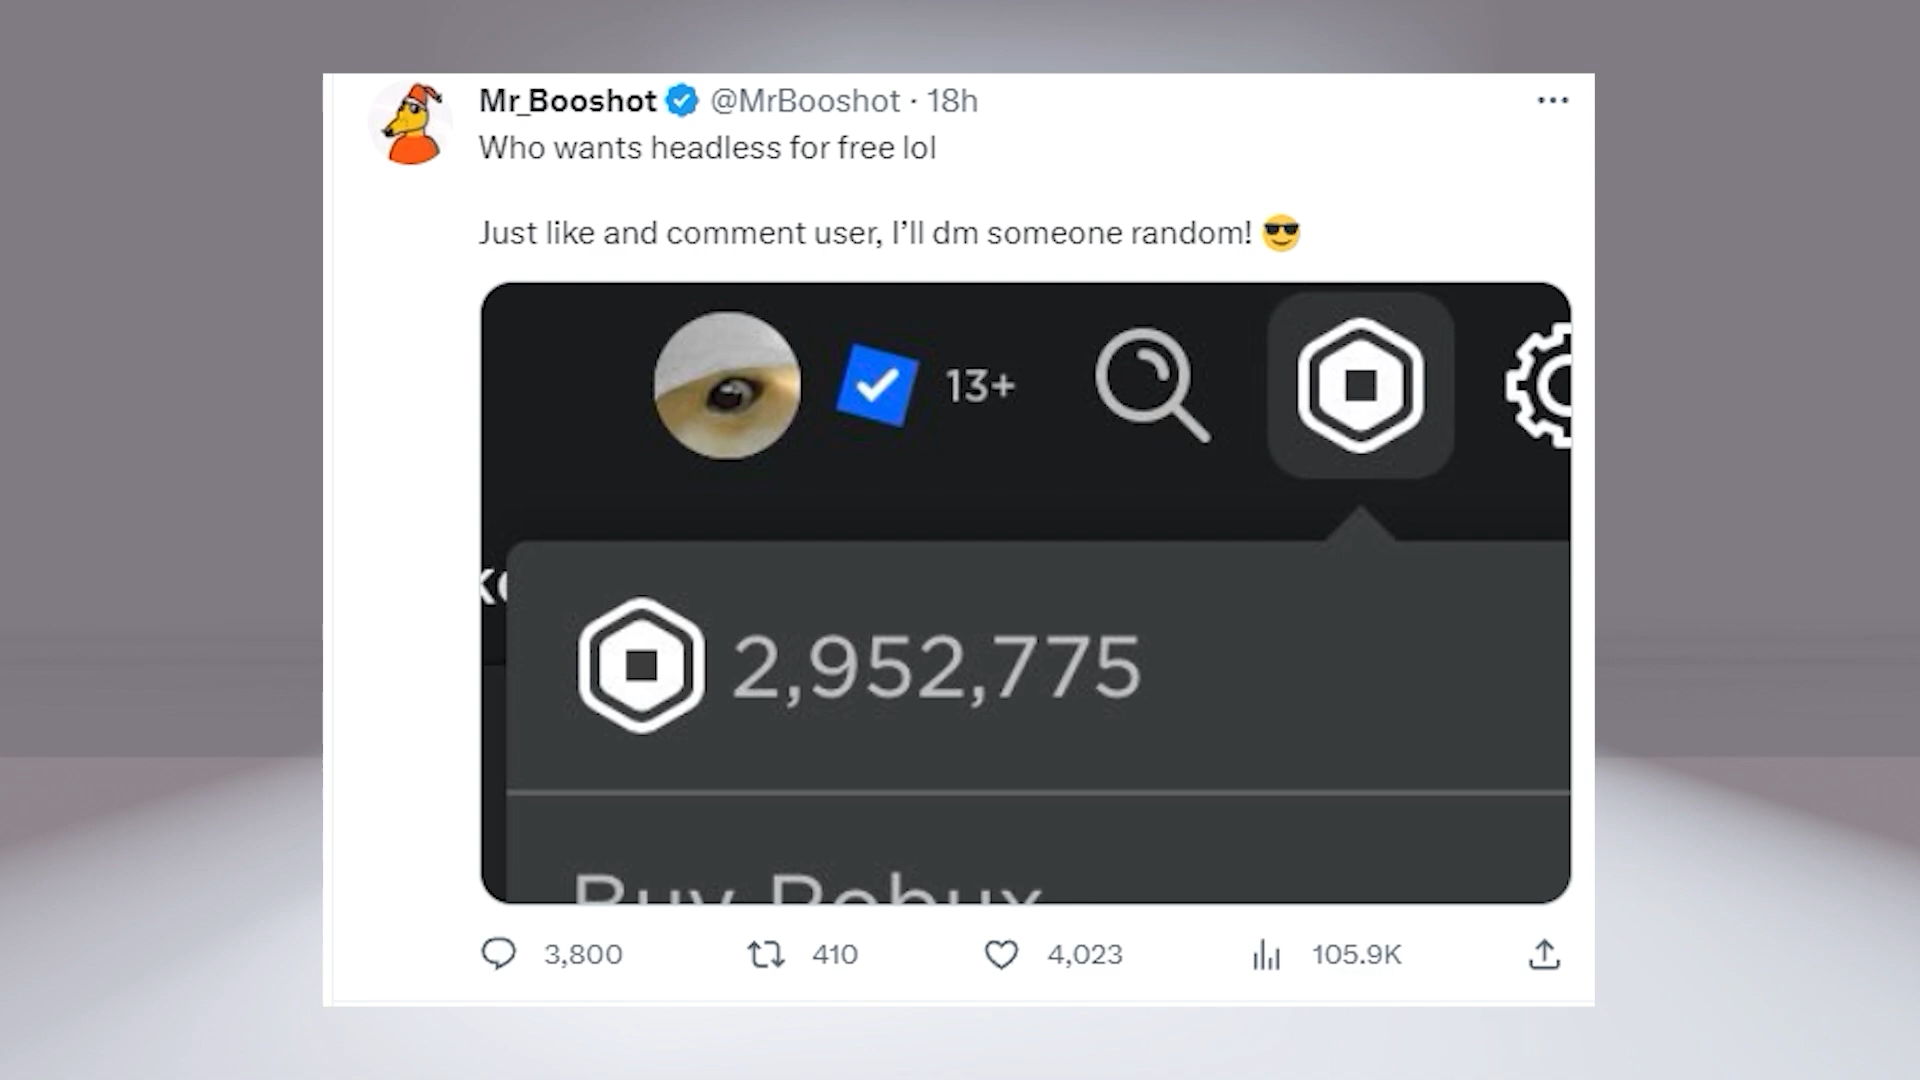 Mr_Booshot @MrBooshot · 18h
Who wants headless for free lol
Just like and comment user, I’ll dm someone random! 😎
13+
2,952,775
Buy Robux
3,800 410 4,023 105.9K